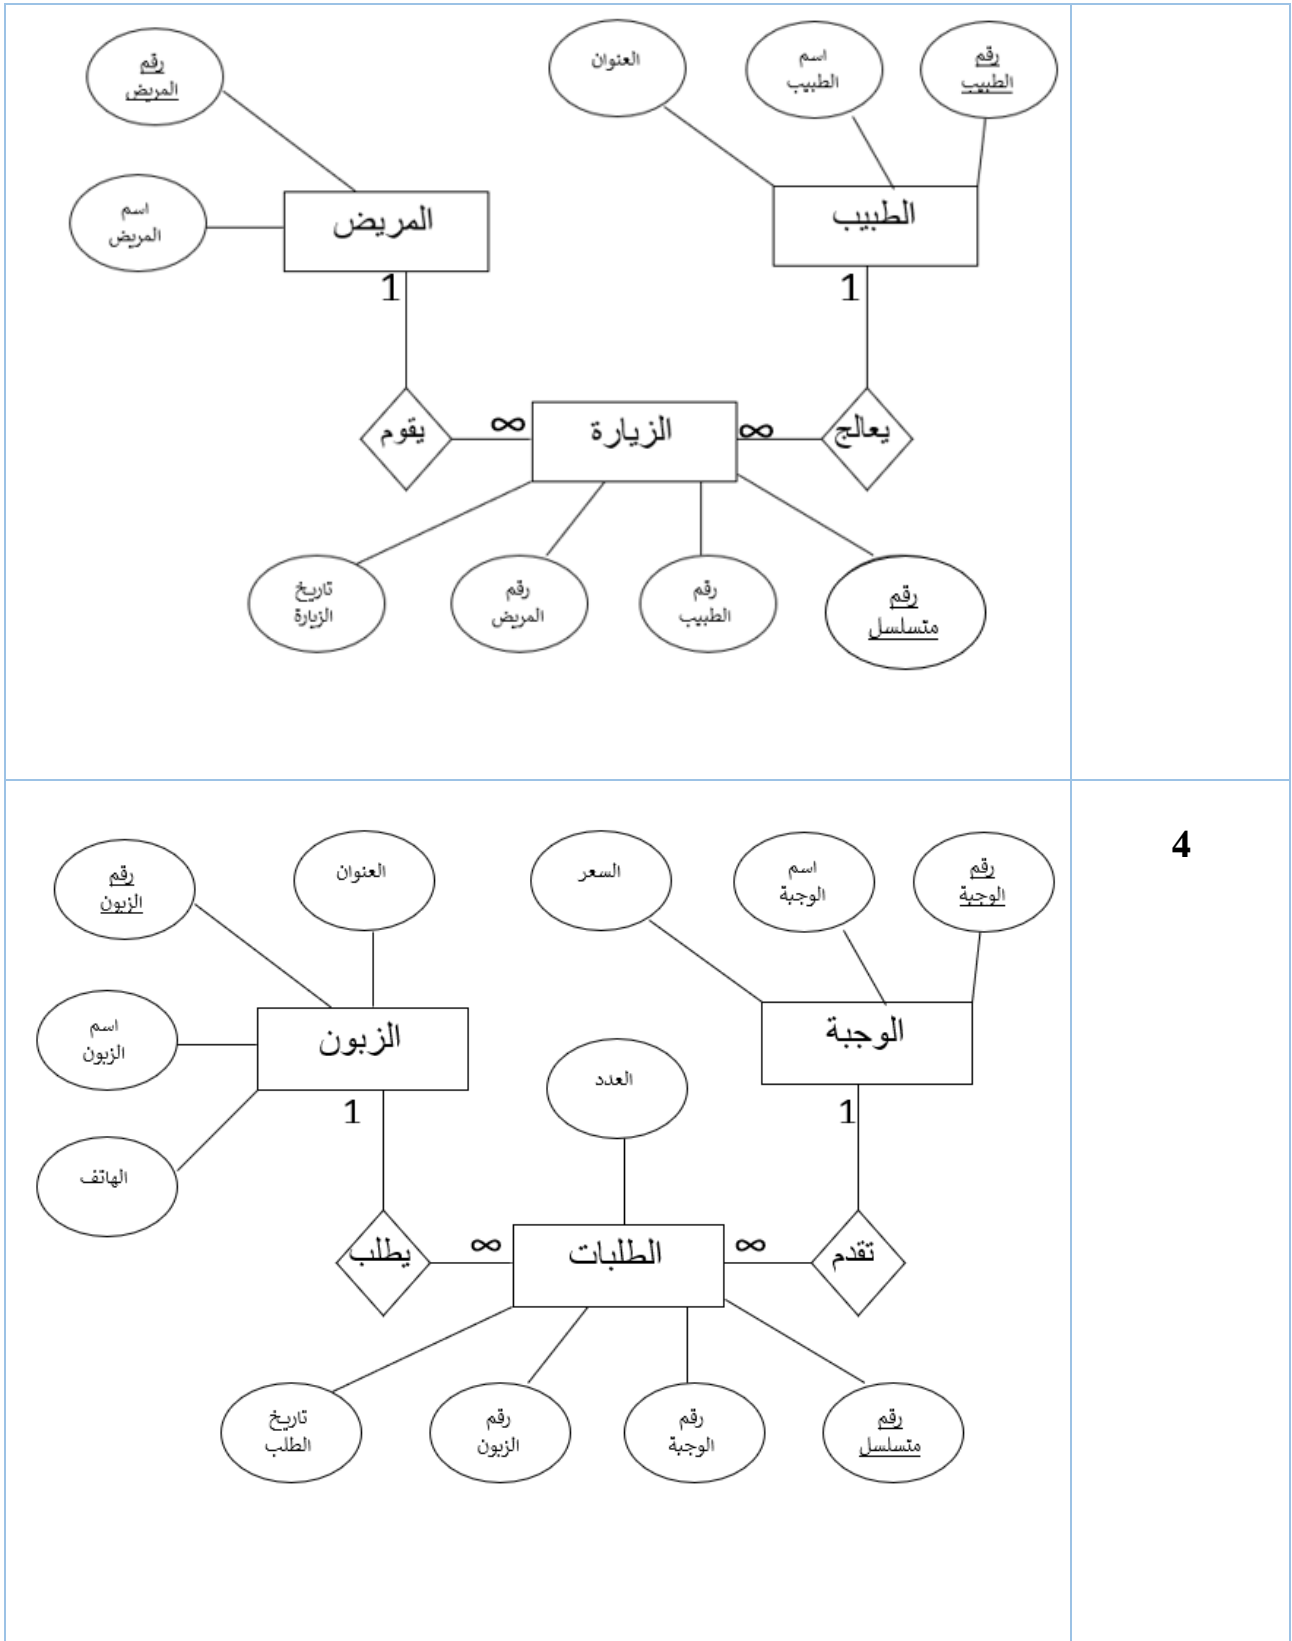 رقم
الطبيب
اسم
الطبيب
العنوان
رقم
المريض
الطبيب
المريض
اسم
المريض
1
1
يعالج
∞
الزيارة
∞
يقوم
رقم
متسلسل
رقم
الطبيب
رقم
المريض
تاريخ
الزيارة
4
رقم
الوجبة
اسم
الوجبة
السعر
العنوان
رقم
الزبون
الوجبة
الزبون
اسم
الزبون
العدد
1
1
الهاتف
تقدم
∞
الطلبات
∞
يطلب
رقم
متسلسل
رقم
الوجبة
رقم
الزبون
تاريخ
الطلب